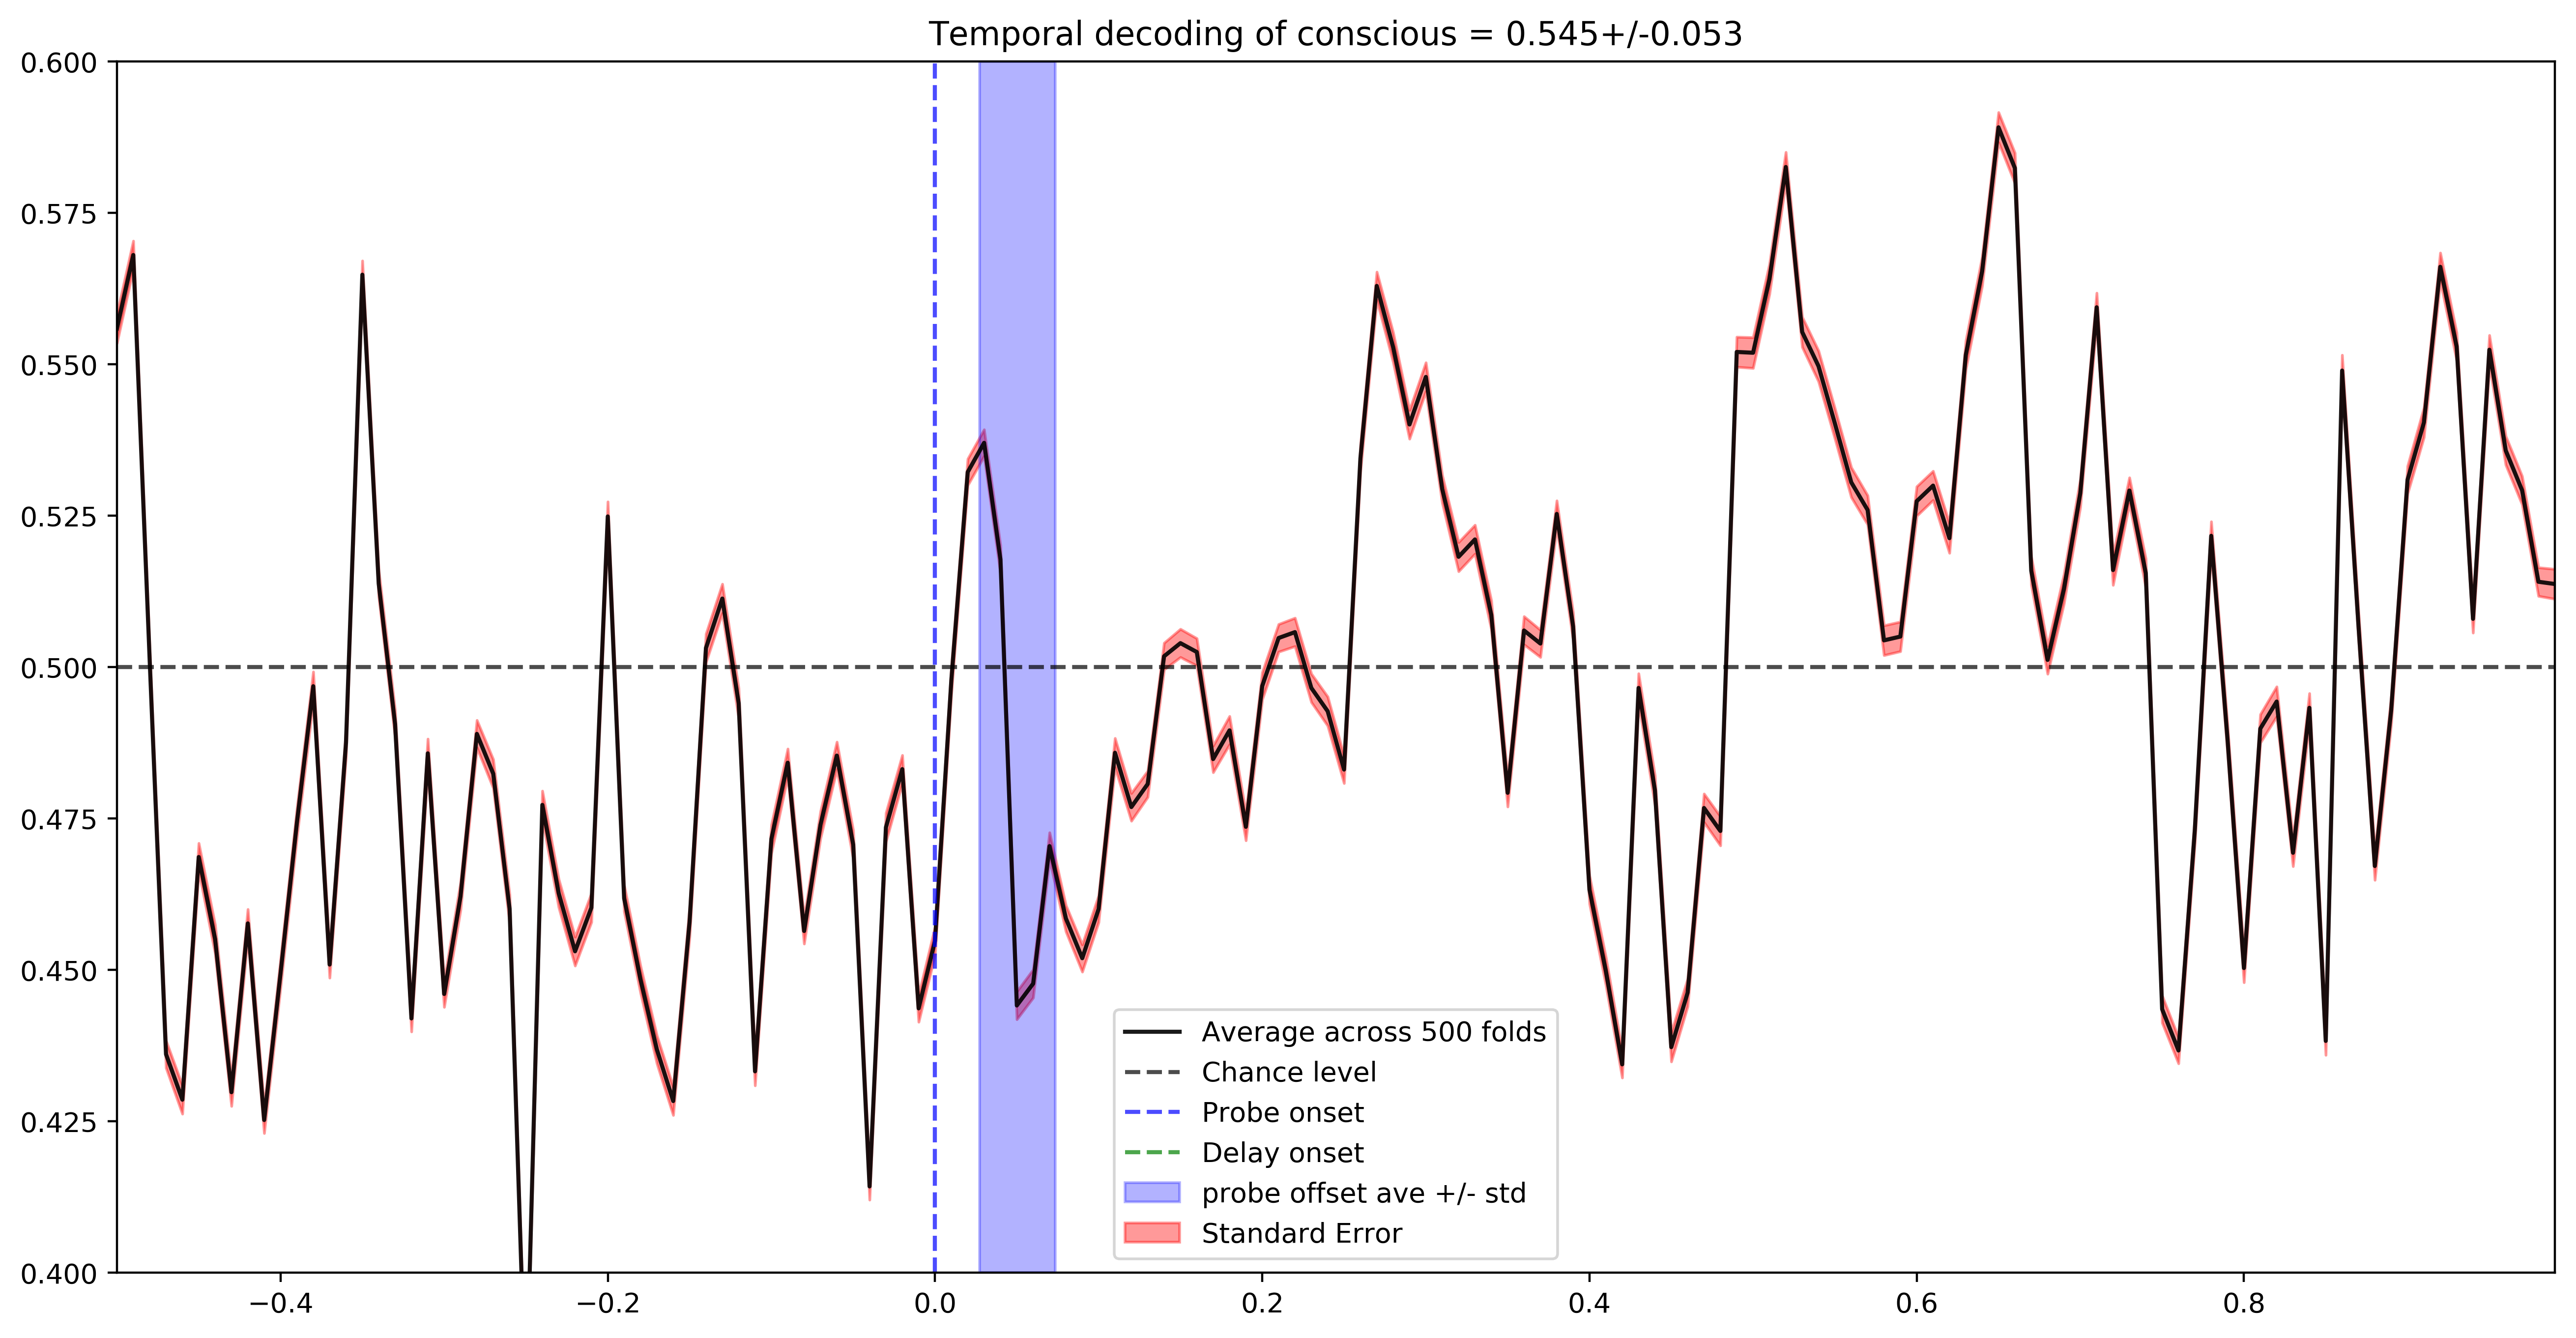 Temporal decoding of conscious = 0.545+/-0.053
0.600
0.575
0.550
0.525
0.500
0.475
0.450
0.425
0.400
−0.4
−0.2
0.0
0.2
0.4
0.6
0.8
Average across 500 folds
Chance level
Probe onset
Delay onset
probe offset ave +/- std
Standard Error